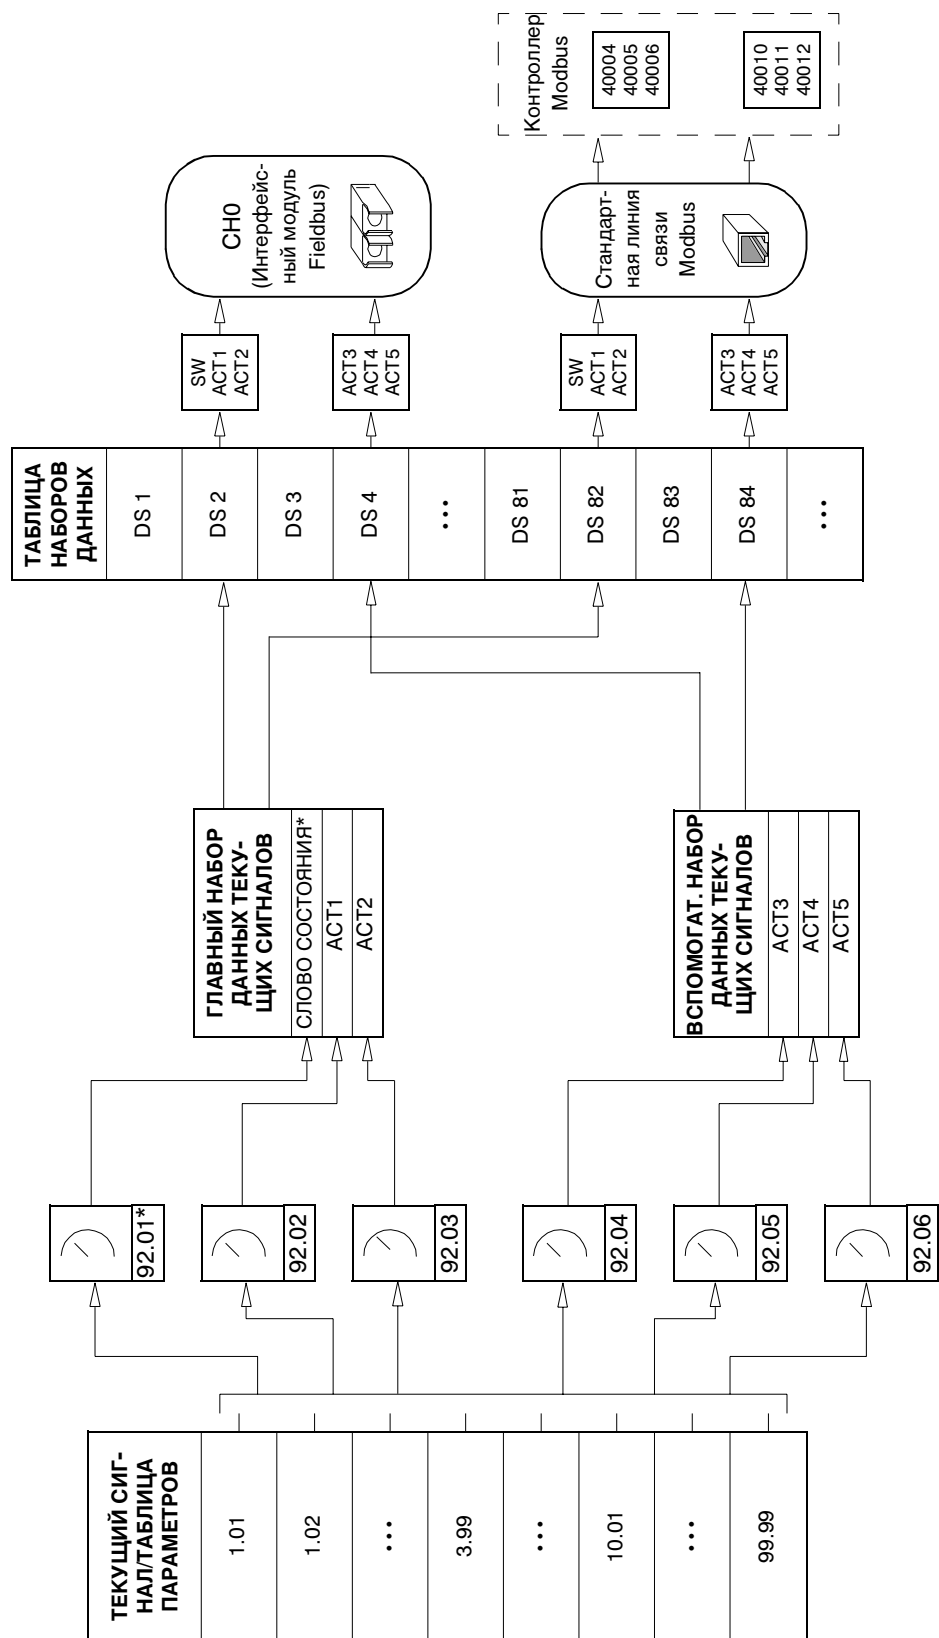 ТЕКУЩИЙ СИГ-
НАЛ/ТАБЛИЦА
ПАРАМЕТРОВ
1.01
1.02
...
3.99
...
10.01
...
99.99
92.01*
92.02
92.03
92.04
92.05
92.06
ГЛАВНЫЙ НАБОР
ДАННЫХ ТЕКУ-
ЩИХ СИГНАЛОВ
СЛОВО СОСТОЯНИЯ*
ACT1
ACT2
ВСПОМОГАТ. НАБОР
ДАННЫХ ТЕКУ-
ЩИХ СИГНАЛОВ
ACT3
ACT4
ACT5
ТАБЛИЦА
НАБОРОВ
ДАННЫХ
DS 1
DS 2
DS 3
DS 4
...
DS 81
DS 82
DS 83
DS 84
...
SW
ACT1
ACT2
ACT3
ACT4
ACT5
SW
ACT1
ACT2
ACT3
ACT4
ACT5
CH0
(Интерфейс-
ный модуль
Fieldbus)
Стандарт-
ная линия
связи
Modbus
Контроллер
Modbus
40004
40005
40006
40010
40011
40012